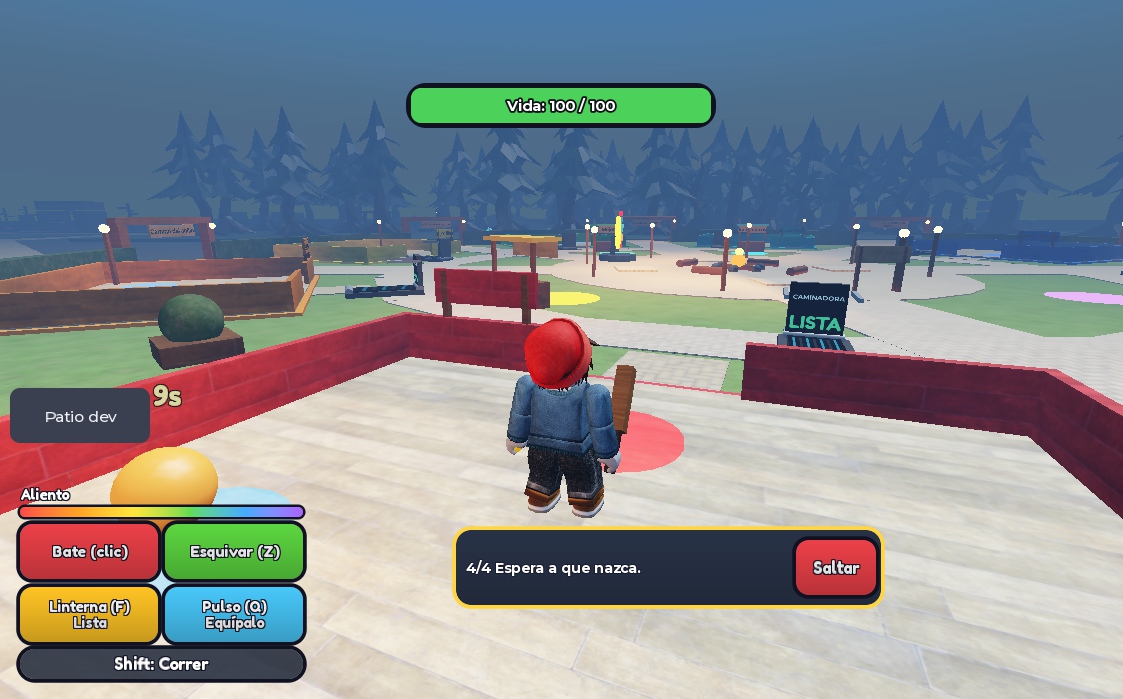 Vida: 100 / 100
CAMINADORA
LISTA
9s
Patio dev
Aliento
Bate (clic)
Esquivar (Z)
Linterna (F)
Lista
Pulso (Q)
Equípalo
Shift: Correr
4/4 Espera a que nazca.
Saltar